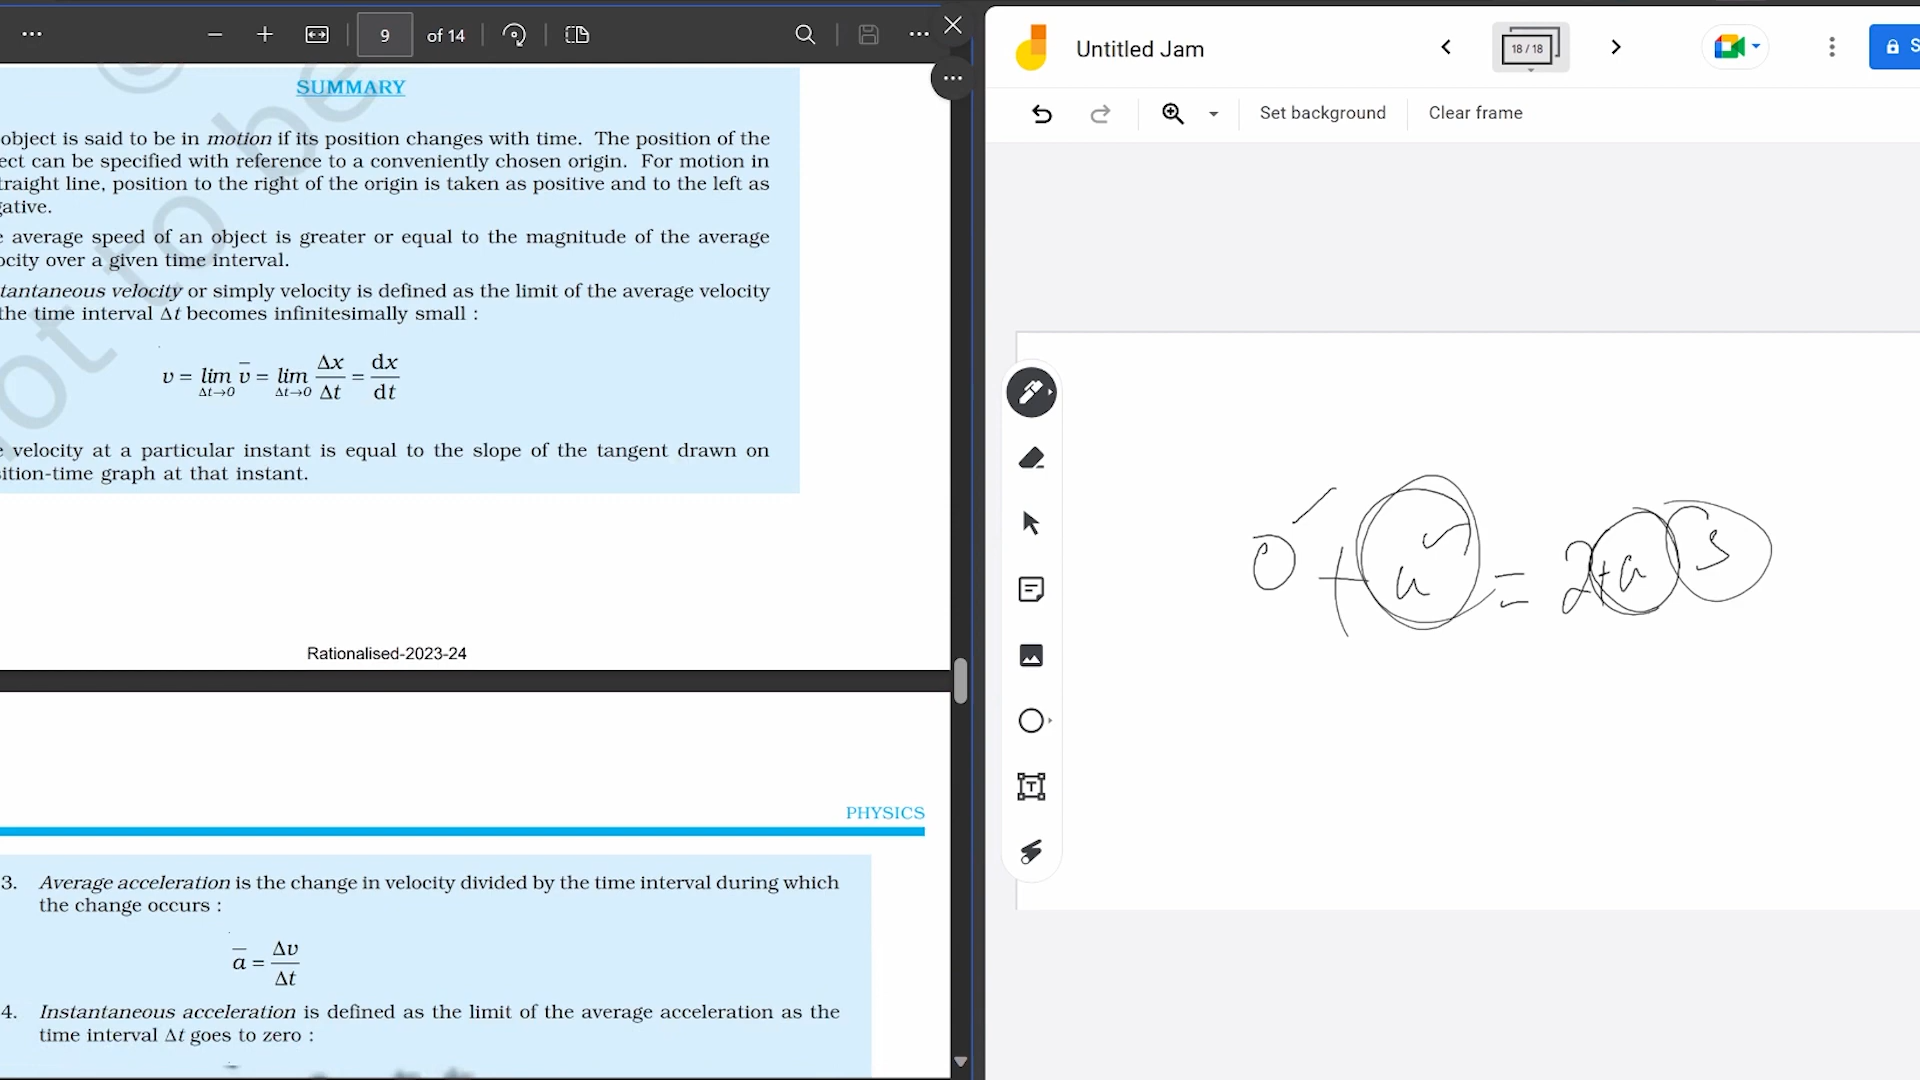 9 of 14
SUMMARY
object is said to be in motion if its position changes with time. The position of the
ect can be specified with reference to a conveniently chosen origin. For motion in
traight line, position to the right of the origin is taken as positive and to the left as
gative.
e average speed of an object is greater or equal to the magnitude of the average
ocity over a given time interval.
tantaneous velocity or simply velocity is defined as the limit of the average velocity
the time interval Δt becomes infinitesimally small :
v = lim Δt→0 v̄ = lim Δt→0 Δx/Δt = dx/dt
e velocity at a particular instant is equal to the slope of the tangent drawn on
ition-time graph at that instant.
Rationalised-2023-24
PHYSICS
3. Average acceleration is the change in velocity divided by the time interval during which
the change occurs :
ā = Δv/Δt
4. Instantaneous acceleration is defined as the limit of the average acceleration as the
time interval Δt goes to zero :
not to be
©
Untitled Jam
18 / 18
S
Set background Clear frame